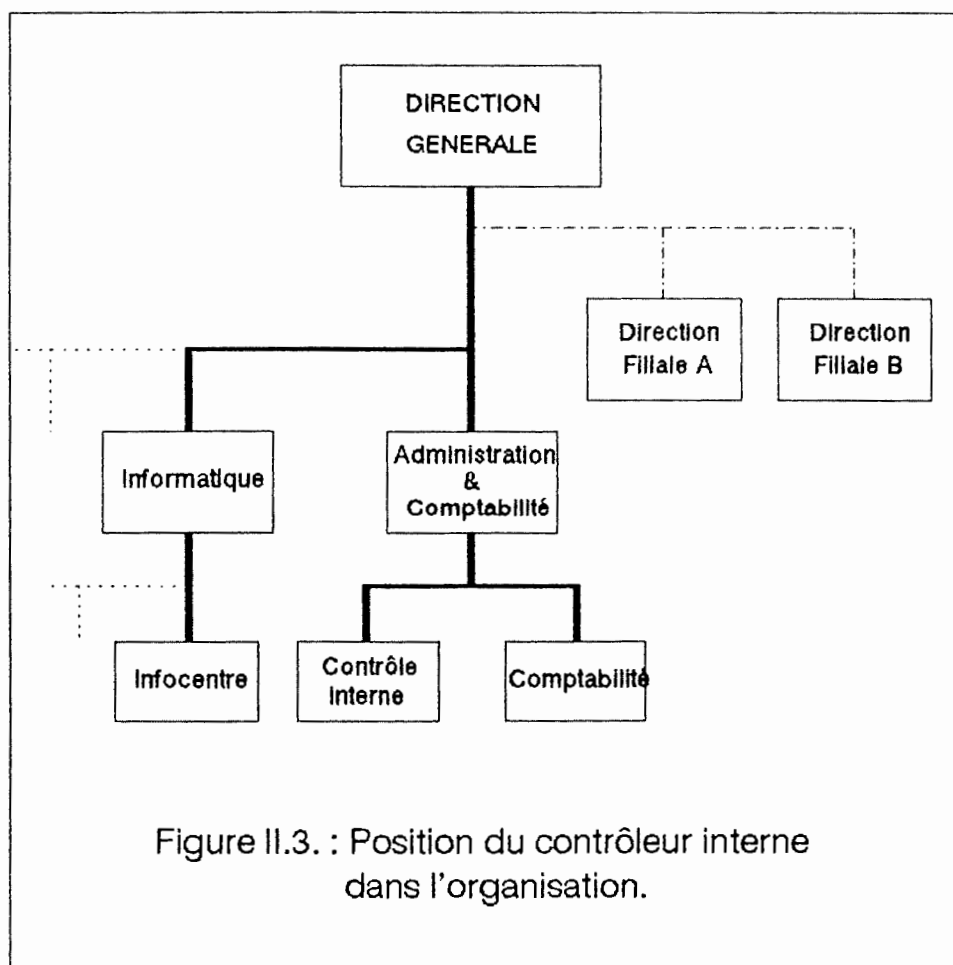 DIRECTION
GENERALE
Direction
Filiale A
Direction
Filiale B
Informatique
Administration
&
Comptabilité
Infocentre
Contrôle
Interne
Comptabilité
Figure II.3. : Position du contrôleur interne
dans l'organisation.